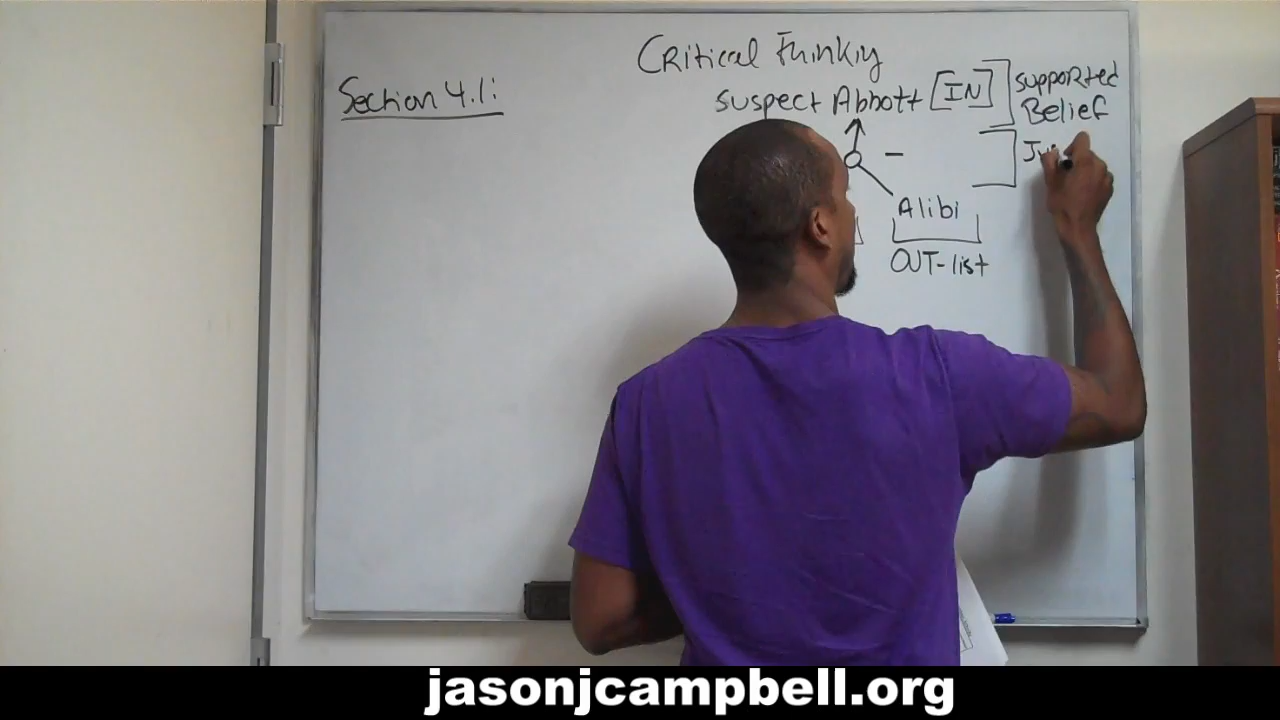 Critical Thinking
Section 4.1:
suspect Abbott [IN]
supported
Belief
Alibi
OUT-list
jasonjcampbell.org